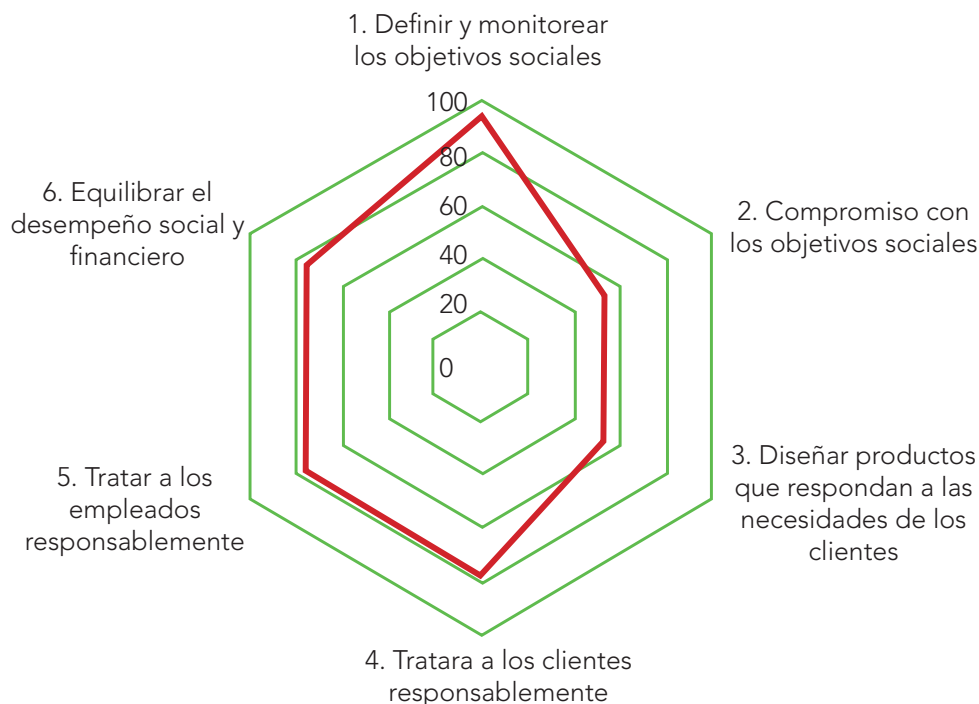 1. Definir y monitorear
los objetivos sociales
100
80
60
40
20
0
2. Compromiso con
los objetivos sociales
3. Diseñar productos
que respondan a las
necesidades de los
clientes
4. Tratara a los clientes
responsablemente
5. Tratar a los
empleados
responsablemente
6. Equilibrar el
desempeño social y
financiero